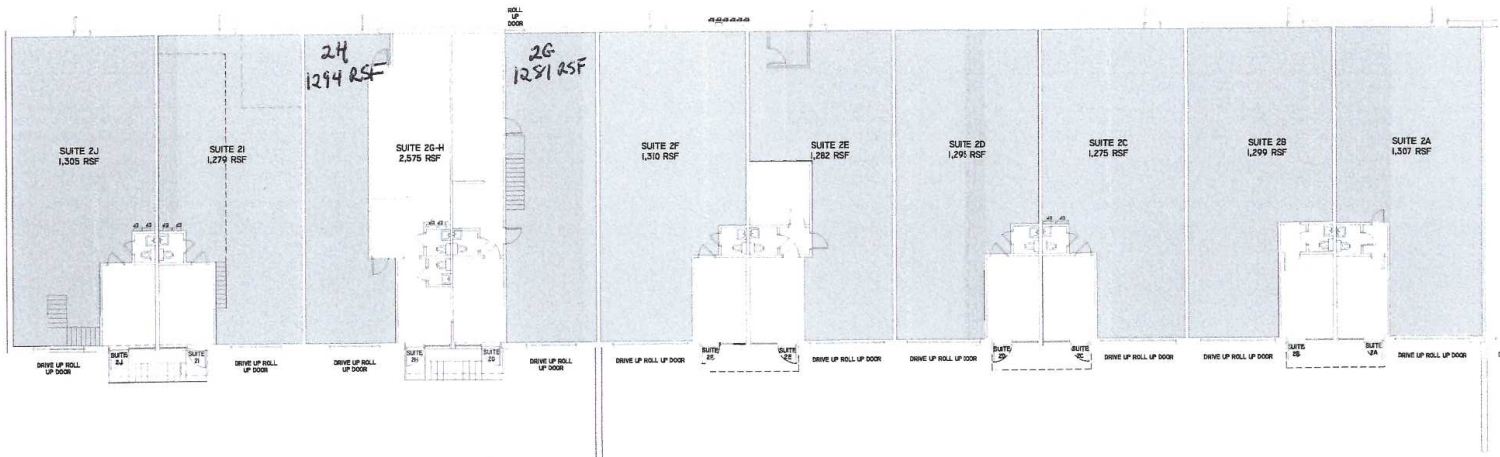 ROLL
UP
DOOR
2H
1294 RSF
2G
1281 RSF
SUITE 2J
1,305 RSF
SUITE 2I
1,279 RSF
SUITE 2G-H
2,575 RSF
SUITE 2F
1,310 RSF
SUITE 2E
1,282 RSF
SUITE 2D
1,295 RSF
SUITE 2C
1,275 RSF
SUITE 2B
1,299 RSF
SUITE 2A
1,307 RSF
DRIVE UP ROLL
UP DOOR
SUITE
2J
SUITE
2I
DRIVE UP ROLL
UP DOOR
DRIVE UP ROLL
UP DOOR
SUITE
2H
SUITE
2G
DRIVE UP ROLL
UP DOOR
DRIVE UP ROLL UP DOOR
SUITE
SUITE
2E
DRIVE UP ROLL UP DOOR
DRIVE UP ROLL UP DOOR
SUITE
2D
SUITE
2C
DRIVE UP ROLL UP DOOR
DRIVE UP ROLL UP DOOR
SUITE
2B
SUITE
2A
DRIVE UP ROLL UP DOOR